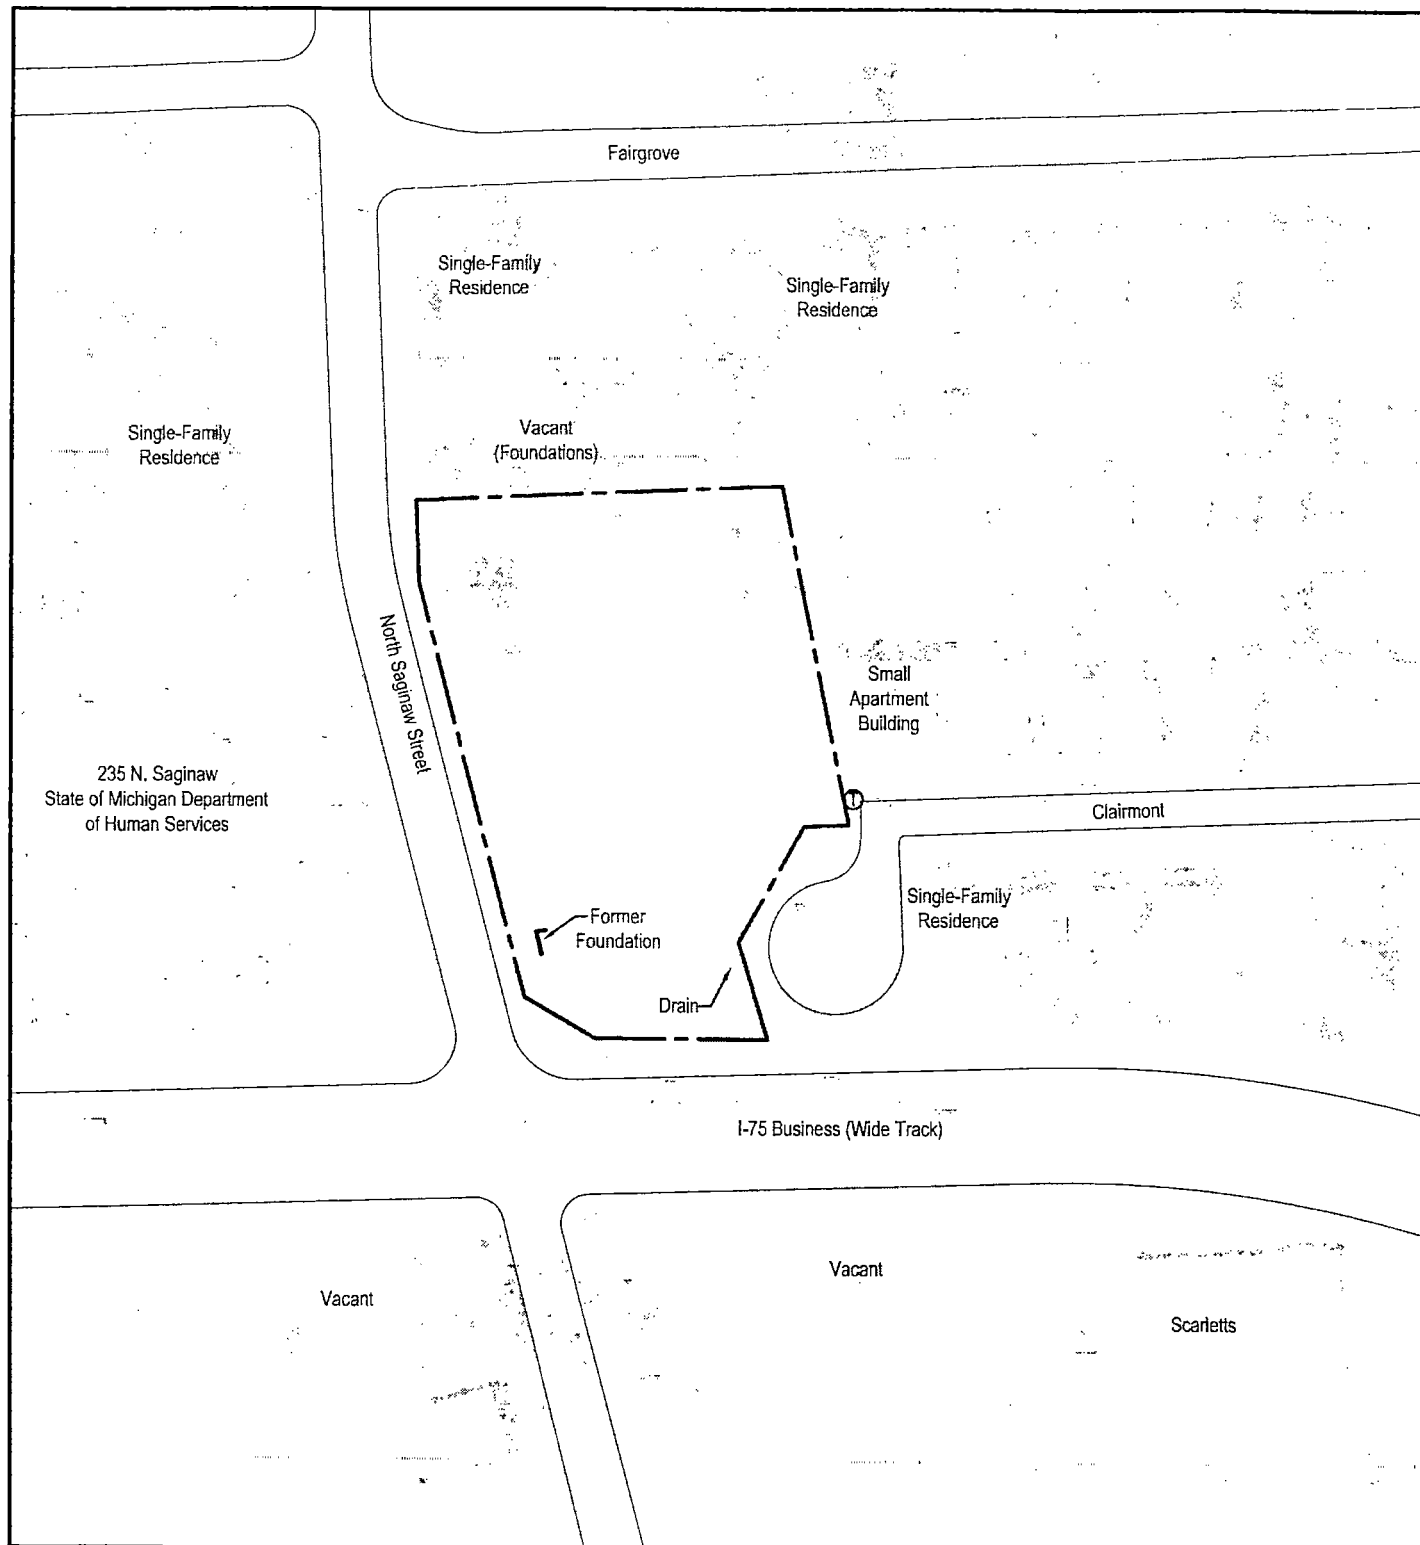 Fairgrove
Single-Family
Residence
Single-Family
Residence
Single-Family
Residence
Vacant
(Foundations)
North Saginaw Street
Small
Apartment
Building
235 N. Saginaw
State of Michigan Department
of Human Services
T
Clairmont
Single-Family
Residence
Former
Foundation
Drain
I-75 Business (Wide Track)
Vacant
Vacant
Scarletts